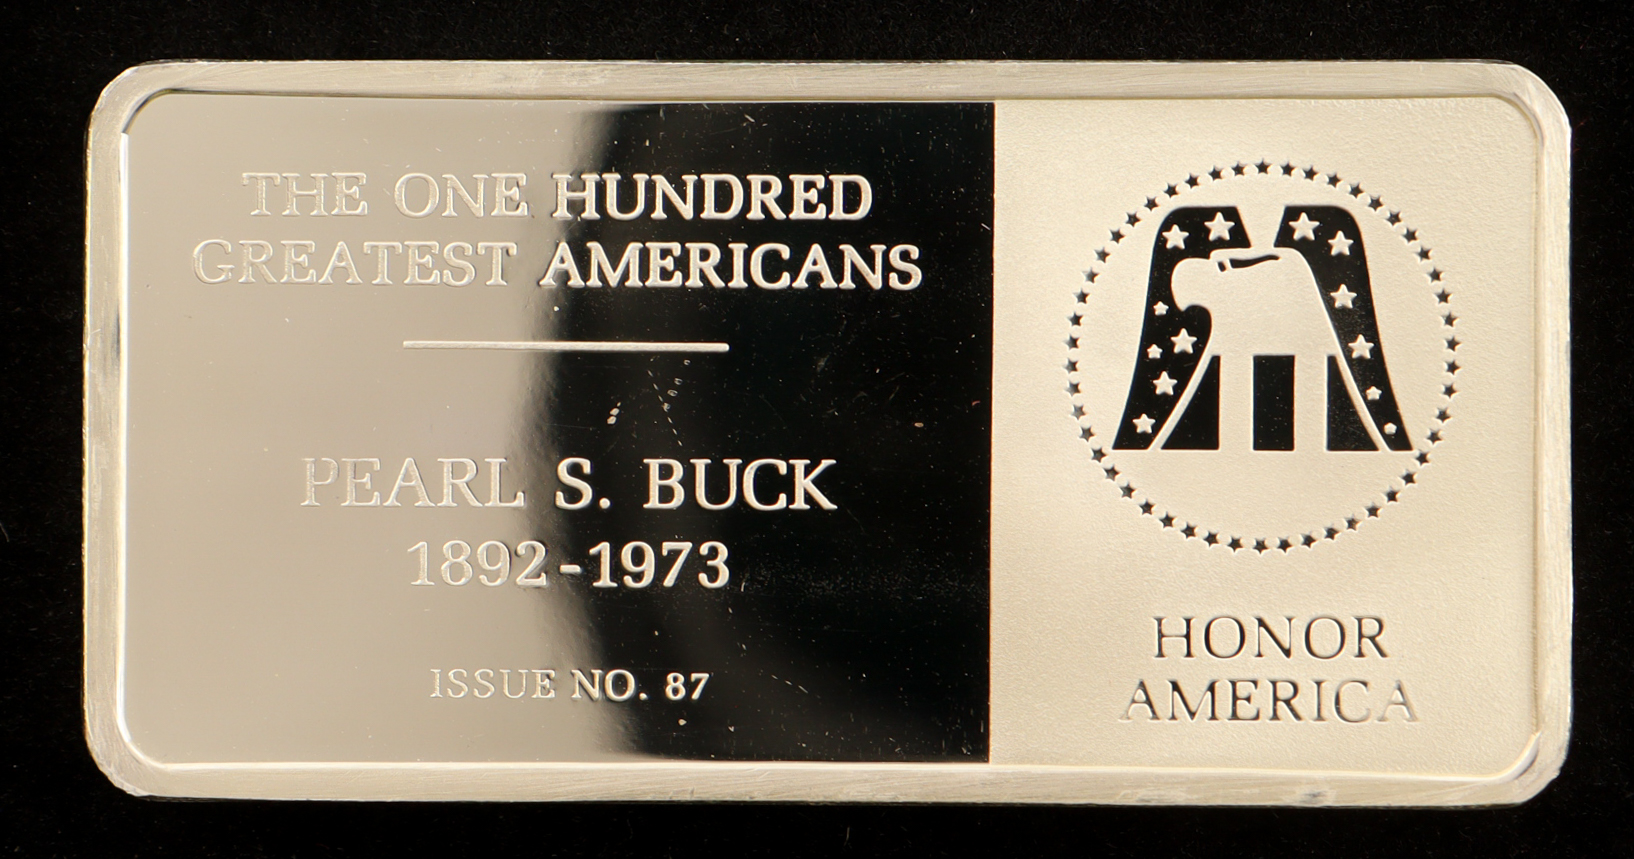 THE ONE HUNDRED
GREATEST AMERICANS
PEARL S. BUCK
1892-1973
ISSUE NO. 87
HONOR
AMERICA